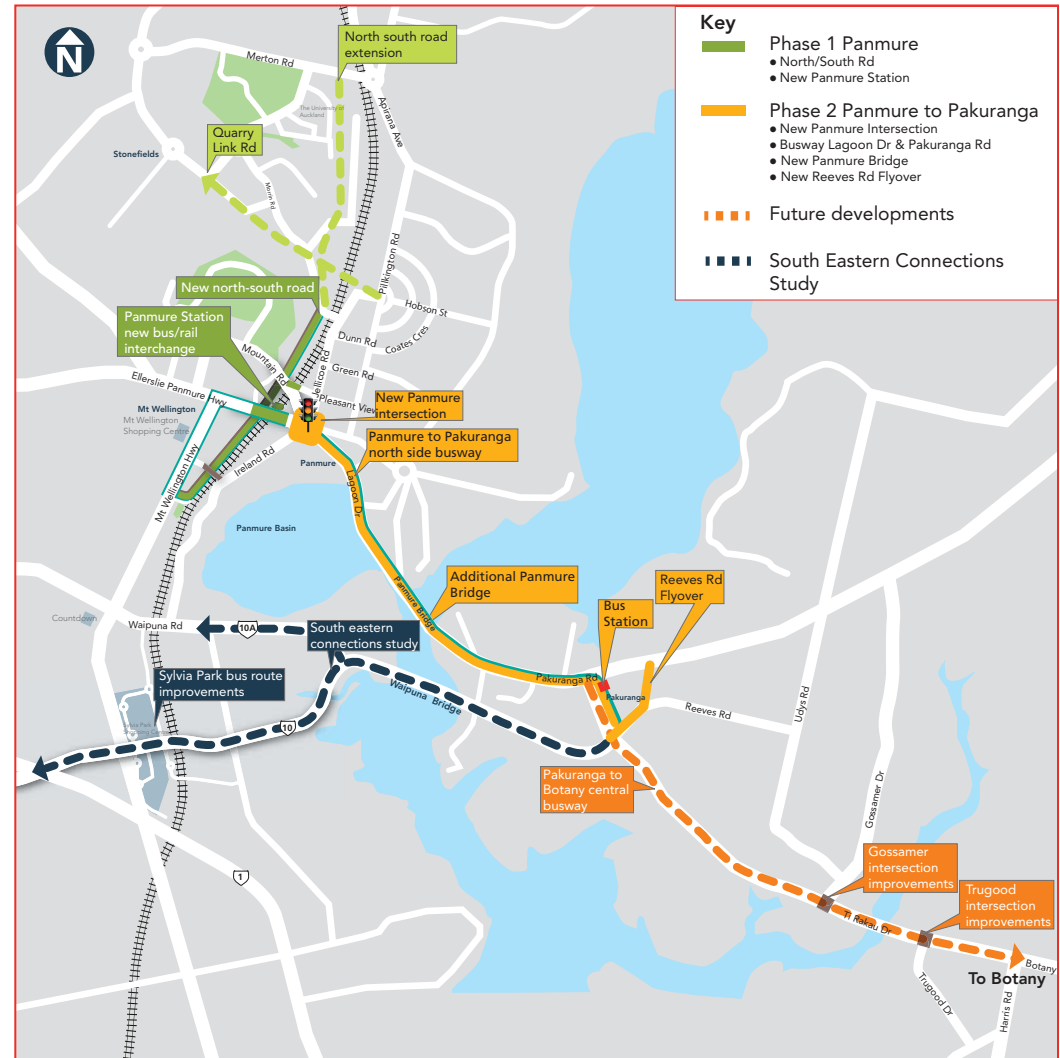 N
North south road
extension
Merton Rd
The University of
Auckland
Apirana Ave
Quarry
Link Rd
Stonefields
Morrin Rd
Pilkington Rd
New north-south road
Hobson St
Panmure Station
new bus/rail
interchange
Dunn Rd
Coates Cres
Mountain Rd
Jellicoe Rd
Green Rd
Ellerslie Panmure Hwy
Pleasant View
New Panmure
intersection
Mt Wellington
Mt Wellington
Shopping Centre
Panmure to Pakuranga
north side busway
Ireland Rd
Panmure
Mt Wellington Hwy
Lagoon Dr
Panmure Basin
Additional Panmure
Bridge
Reeves Rd
Flyover
Panmure Bridge
Bus
Station
Countdown
Waipuna Rd
10A
South eastern
connections study
Sylvia Park bus route
improvements
Pakuranga Rd
Pakuranga
Waipuna Bridge
Reeves Rd
Udys Rd
Sylvia Park
Shopping Centre
10
Pakuranga to
Botany central
busway
Gossamer Dr
1
Gossamer
intersection
improvements
Trugood
intersection
improvements
Ti Rakau Dr
Botany
To Botany
Trugood Dr
Harris Rd
Key
Phase 1 Panmure
• North/South Rd
• New Panmure Station
Phase 2 Panmure to Pakuranga
• New Panmure Intersection
• Busway Lagoon Dr & Pakuranga Rd
• New Panmure Bridge
• New Reeves Rd Flyover
Future developments
South Eastern Connections
Study